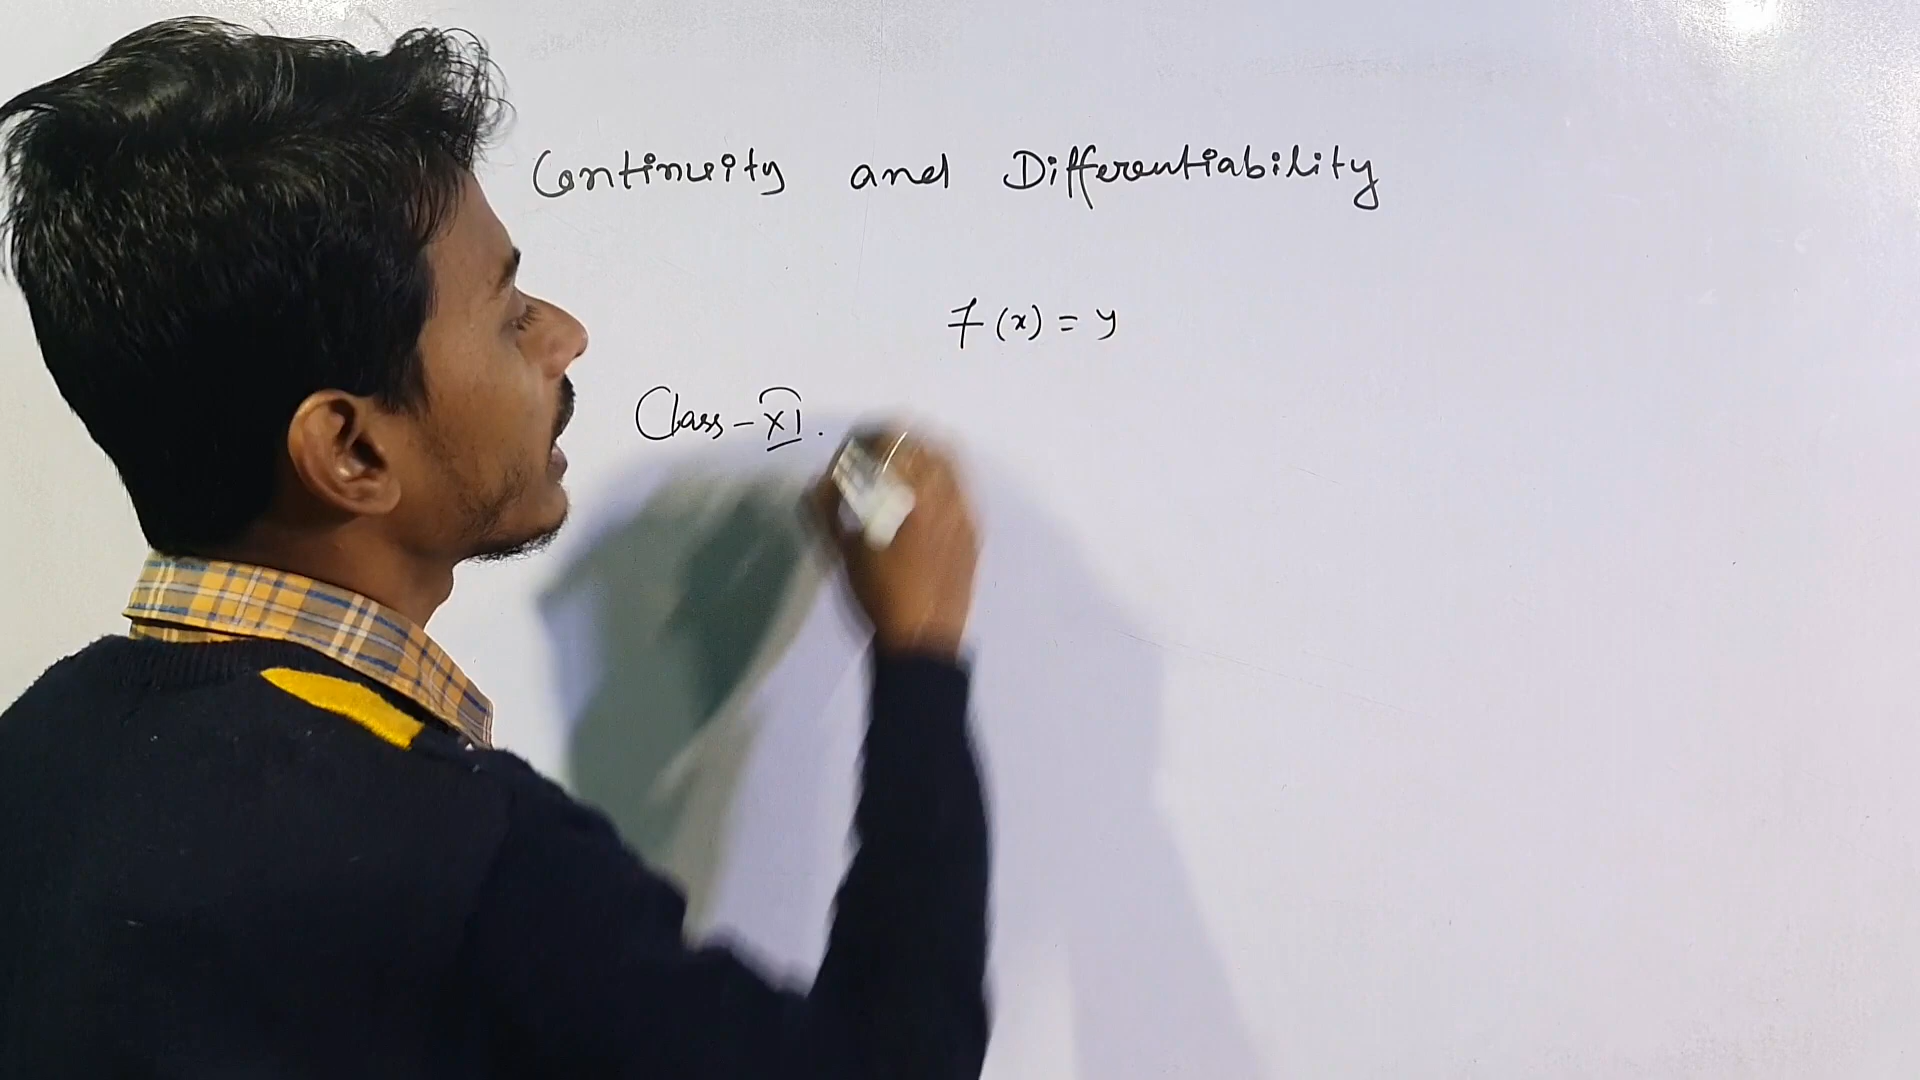 Continuity and Differentiability
f(x) = y
Class - XI.